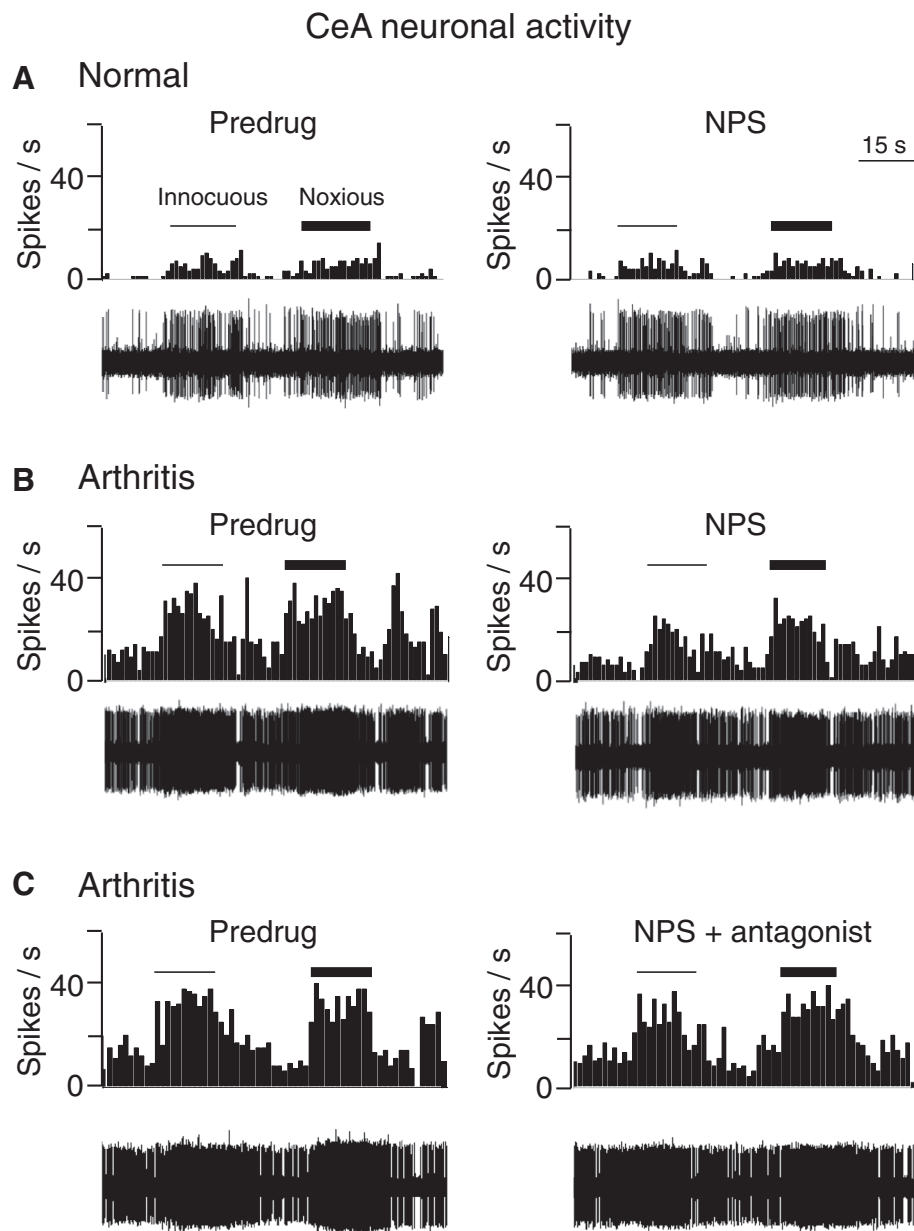 CeA neuronal activity
A Normal
Predrug
NPS
15 s
Spikes / s
40
0
Innocuous
Noxious
Spikes / s
40
0
B Arthritis
Predrug
NPS
Spikes / s
40
0
Spikes / s
40
0
C Arthritis
Predrug
NPS + antagonist
Spikes / s
40
0
Spikes / s
40
0